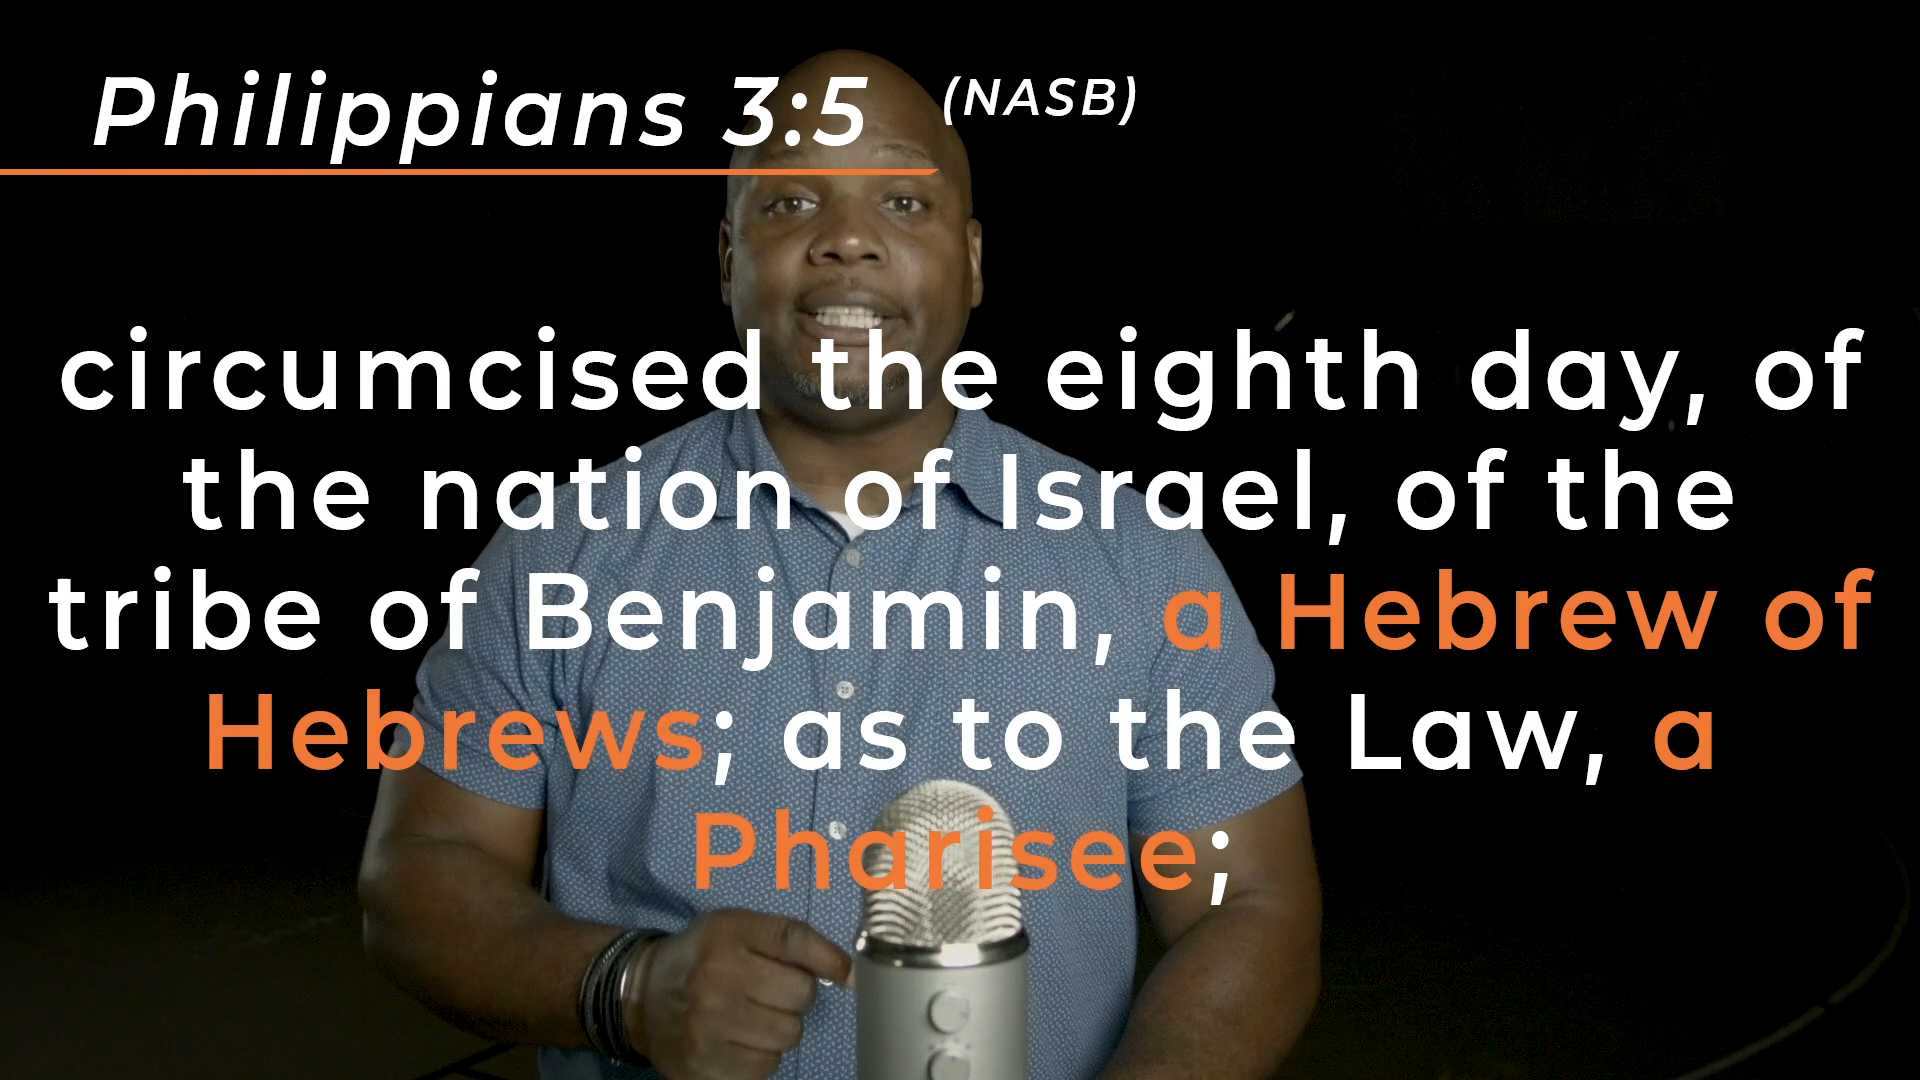 Philippians 3:5 (NASB)
circumcised the eighth day, of
the nation of Israel, of the
tribe of Benjamin, a Hebrew of
Hebrews; as to the Law, a
Pharisee;